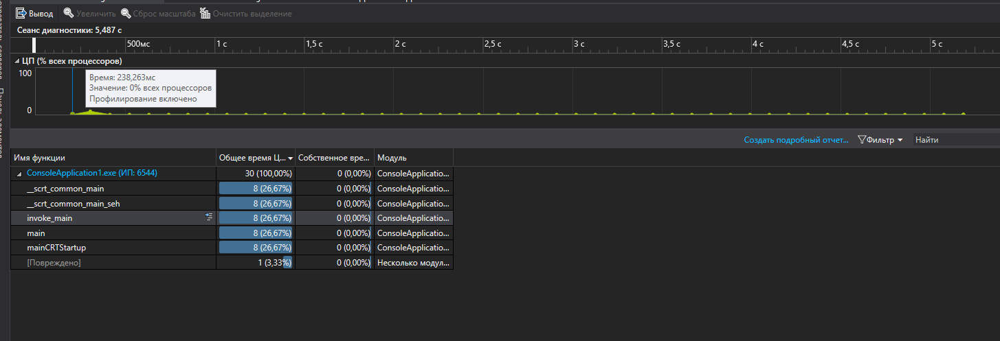 Вывод Увеличить Сброс масштаба Очистить выделение
Сеанс диагностики: 5,487 с
500мс 1 с 1,5 с 2 с 2,5 с 3 с 3,5 с 4 с 4,5 с 5 с
ЦП (% всех процессоров)
100
0
Время: 238,263мс
Значение: 0% всех процессоров
Профилирование включено
Создать подробный отчет... Фильтр Найти
Имя функции Общее время Ц... Собственное вре... Модуль
ConsoleApplication1.exe (ИП: 6544) 30 (100,00%) 0 (0,00%) ConsoleApplicatio...
__scrt_common_main 8 (26,67%) 0 (0,00%) ConsoleApplicatio...
__scrt_common_main_seh 8 (26,67%) 0 (0,00%) ConsoleApplicatio...
invoke_main 8 (26,67%) 0 (0,00%) ConsoleApplicatio...
main 8 (26,67%) 0 (0,00%) ConsoleApplicatio...
mainCRTStartup 8 (26,67%) 0 (0,00%) ConsoleApplicatio...
[Повреждено] 1 (3,33%) 0 (0,00%) Несколько модул...